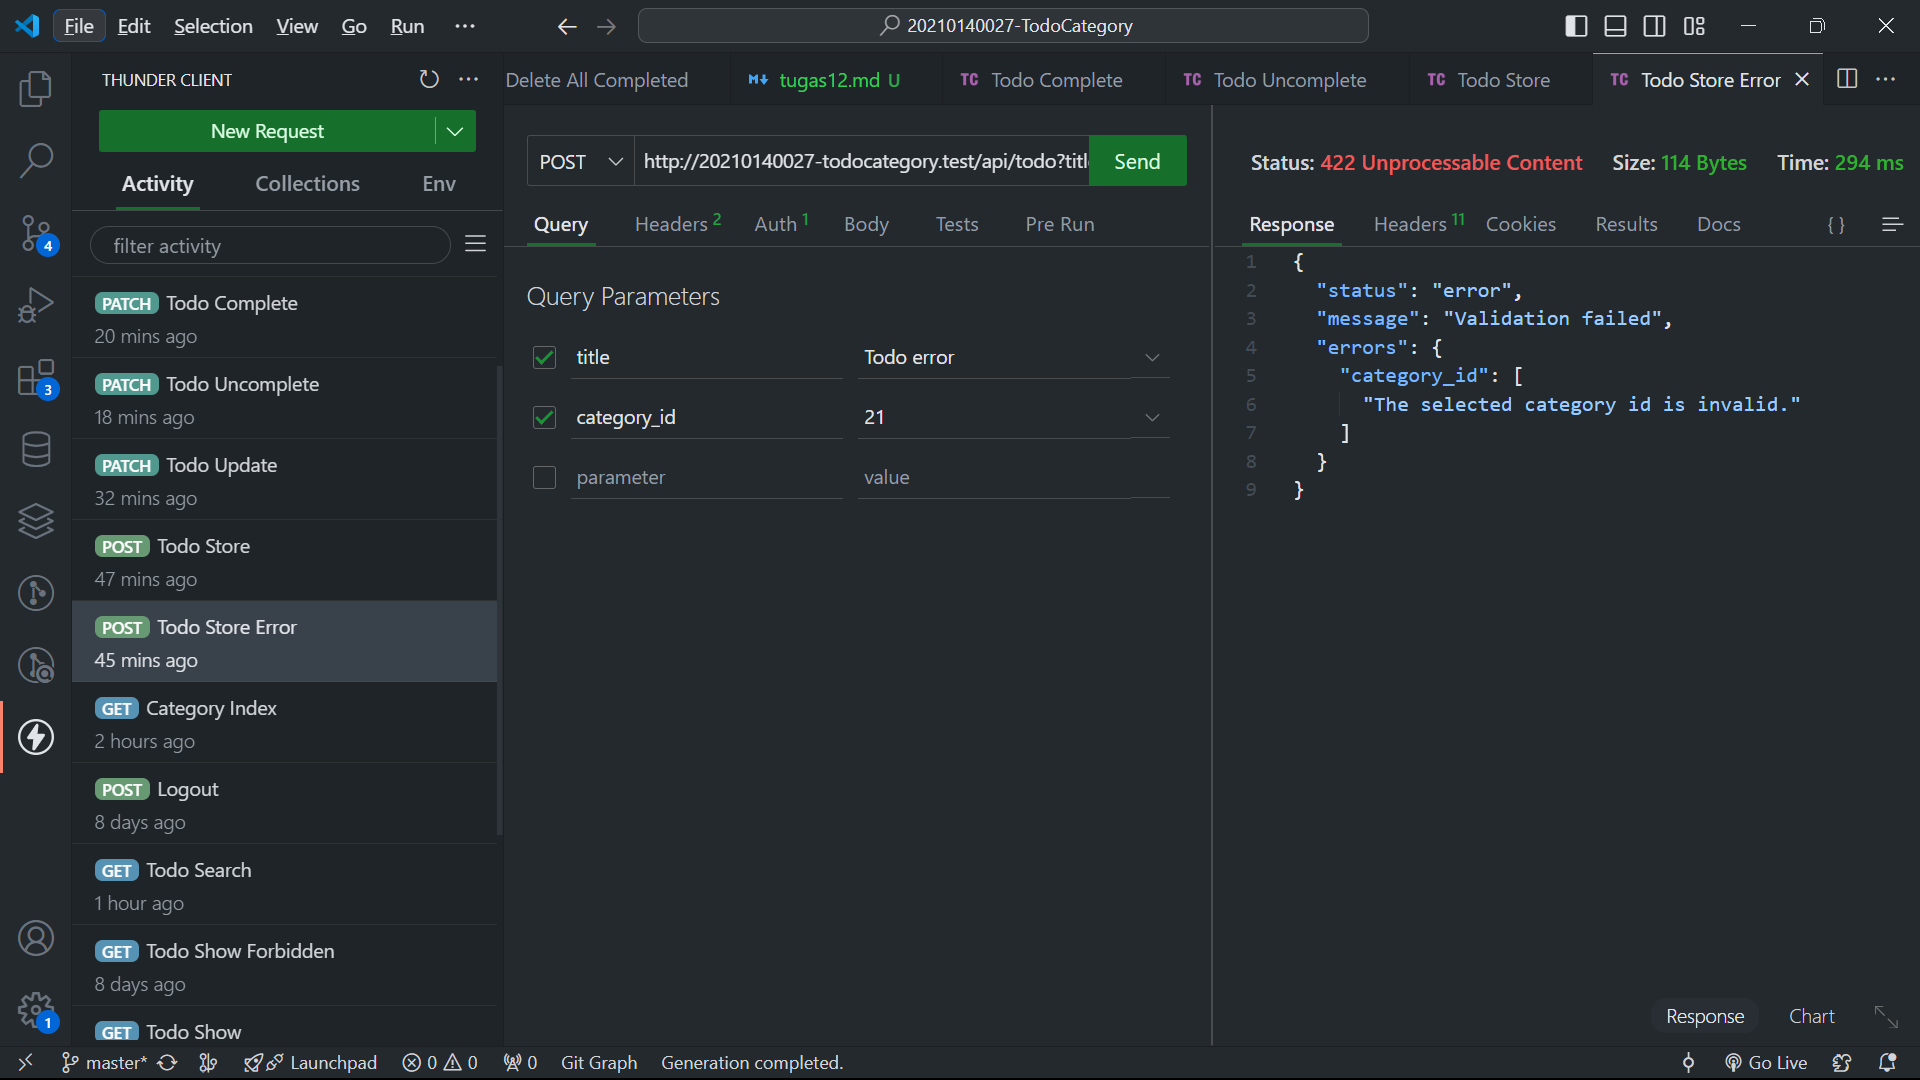 File Edit Selection View Go Run
20210140027-TodoCategory
THUNDER CLIENT
New Request
Activity Collections Env
filter activity
PATCH Todo Complete
20 mins ago
PATCH Todo Uncomplete
18 mins ago
PATCH Todo Update
32 mins ago
POST Todo Store
47 mins ago
POST Todo Store Error
45 mins ago
GET Category Index
2 hours ago
POST Logout
8 days ago
GET Todo Search
1 hour ago
GET Todo Show Forbidden
8 days ago
GET Todo Show
Delete All Completed tugas12.md U TC Todo Complete TC Todo Uncomplete TC Todo Store TC Todo Store Error
POST http://20210140027-todocategory.test/api/todo?titl Send
Query Headers 2 Auth 1 Body Tests Pre Run
Query Parameters
title Todo error
category_id 21
parameter value
Status: 422 Unprocessable Content Size: 114 Bytes Time: 294 ms
Response Headers 11 Cookies Results Docs { }
1 {
2 "status": "error",
3 "message": "Validation failed",
4 "errors": {
5 "category_id": [
6 "The selected category id is invalid."
7 ]
8 }
9 }
Response Chart
4
3
1
master* Launchpad 0 0 0 Git Graph Generation completed. Go Live